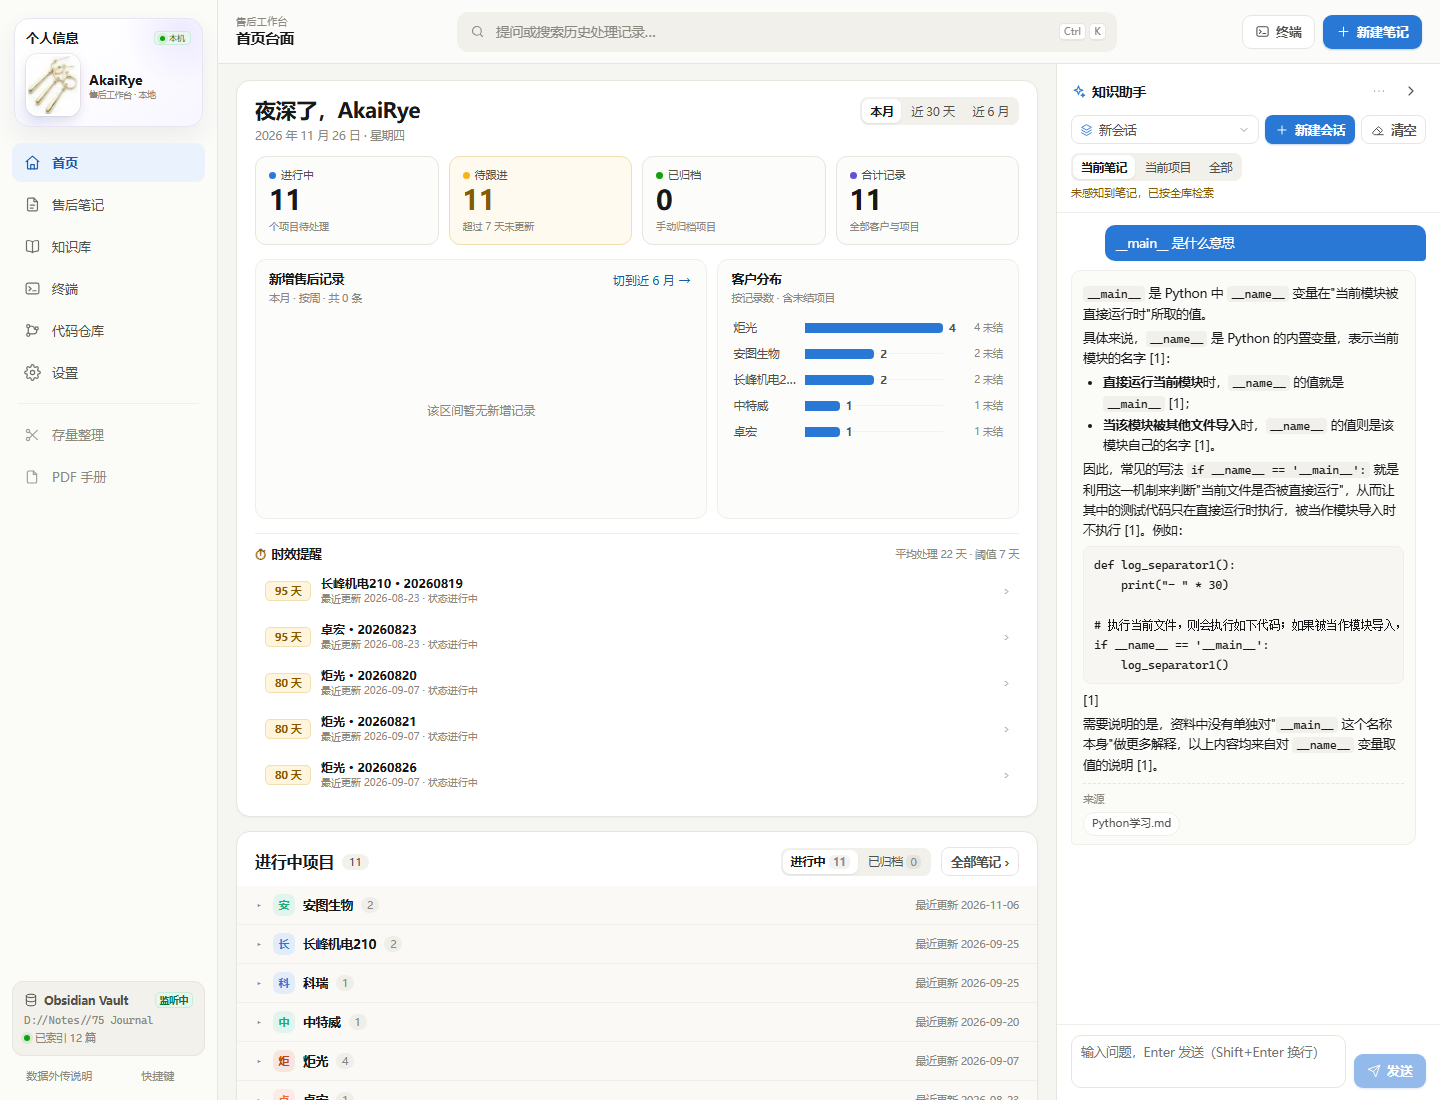 个人信息
本机
AkaiRye
售后工作台 · 本地
首页
售后笔记
知识库
终端
代码仓库
设置
存量整理
PDF 手册
Obsidian Vault
监听中
D://Notes//75 Journal
已索引 12 篇
数据外传说明
快捷键
售后工作台
首页台面
提问或搜索历史处理记录...
Ctrl
K
终端
新建笔记
夜深了，AkaiRye
2026 年 11 月 26 日 · 星期四
本月
近 30 天
近 6 月
进行中
11
个项目待处理
待跟进
11
超过 7 天未更新
已归档
0
手动归档项目
合计记录
11
全部客户与项目
新增售后记录
切到近 6 月 →
本月 · 按周 · 共 0 条
该区间暂无新增记录
客户分布
按记录数 · 含未结项目
炬光 4 4 未结
安图生物 2 2 未结
长峰机电2... 2 2 未结
中特威 1 1 未结
卓宏 1 1 未结
时效提醒
平均处理 22 天 · 阈值 7 天
95 天
长峰机电210 • 20260819
最近更新 2026-08-23 · 状态进行中
95 天
卓宏 • 20260823
最近更新 2026-08-23 · 状态进行中
80 天
炬光 • 20260820
最近更新 2026-09-07 · 状态进行中
80 天
炬光 • 20260821
最近更新 2026-09-07 · 状态进行中
80 天
炬光 • 20260826
最近更新 2026-09-07 · 状态进行中
进行中项目 11
进行中 11
已归档 0
全部笔记 ›
安 安图生物 2 最近更新 2026-11-06
长 长峰机电210 2 最近更新 2026-09-25
科 科瑞 1 最近更新 2026-09-25
中 中特威 1 最近更新 2026-09-20
炬 炬光 4 最近更新 2026-09-07
卓 卓宏 1 最近更新 2026-08-23
知识助手
...
新会话
新建会话
清空
当前笔记
当前项目
全部
未感知到笔记，已按全库检索
__main__ 是什么意思
__main__ 是 Python 中 __name__ 变量在"当前模块被
直接运行时"所取的值。
具体来说， __name__ 是 Python 的内置变量，表示当前
模块的名字 [1]：
• 直接运行当前模块时， __name__ 的值就是
__main__ [1]；
• 当该模块被其他文件导入时， __name__ 的值则是该
模块自己的名字 [1]。
因此，常见的写法 if __name__ == '__main__': 就是
利用这一机制来判断"当前文件是否被直接运行"，从而让
其中的测试代码只在直接运行时执行，被当作模块导入时
不执行 [1]。例如：
def log_separator1():
print("- " * 30)
# 执行当前文件，则会执行如下代码；如果被当作模块导入，
if __name__ == '__main__':
log_separator1()
[1]
需要说明的是，资料中没有单独对"__main__ 这个名称
本身"做更多解释，以上内容均来自对 __name__ 变量取
值的说明 [1]。
来源
Python学习.md
输入问题，Enter 发送（Shift+Enter 换行）
发送